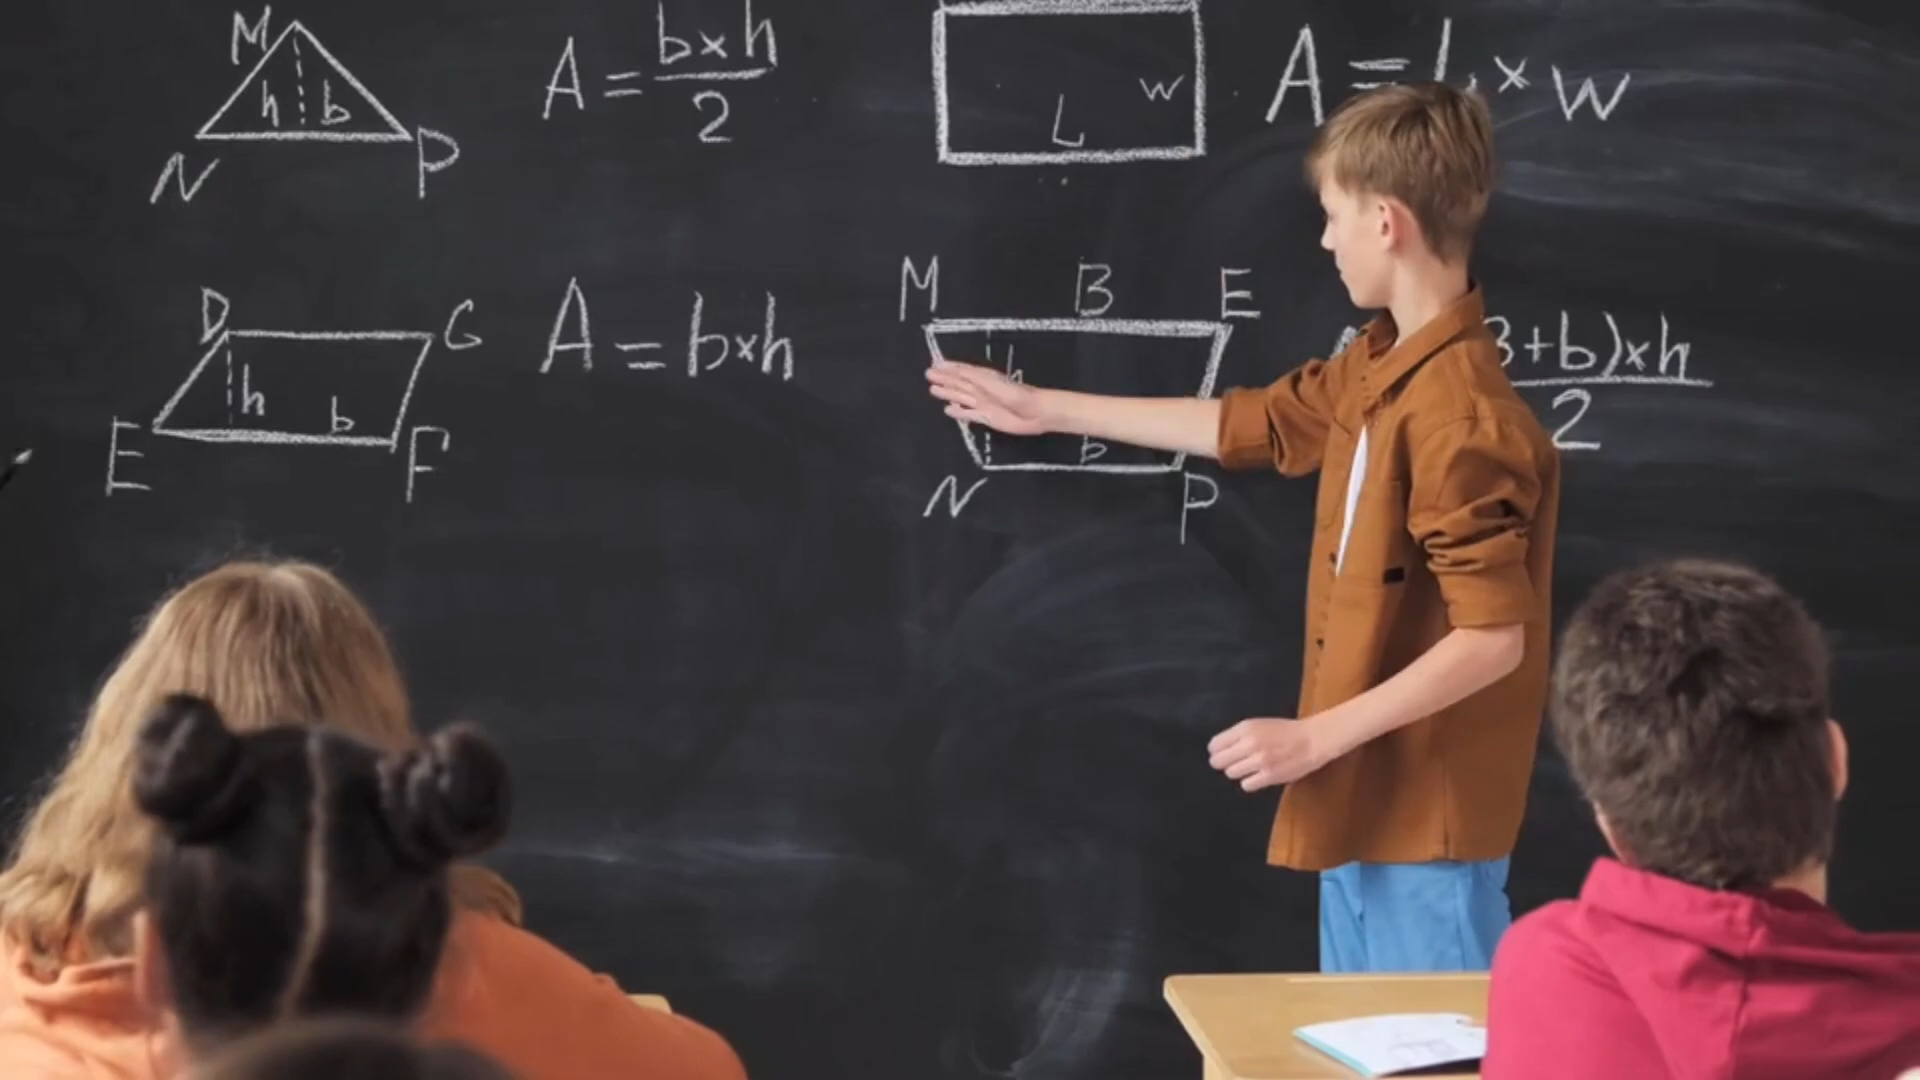 M
h b
N P
A = b×h
2
W
L
A = L × W
D G
h
b
E F
A = b×h
M B E
h
b
N P
+b)×h
2